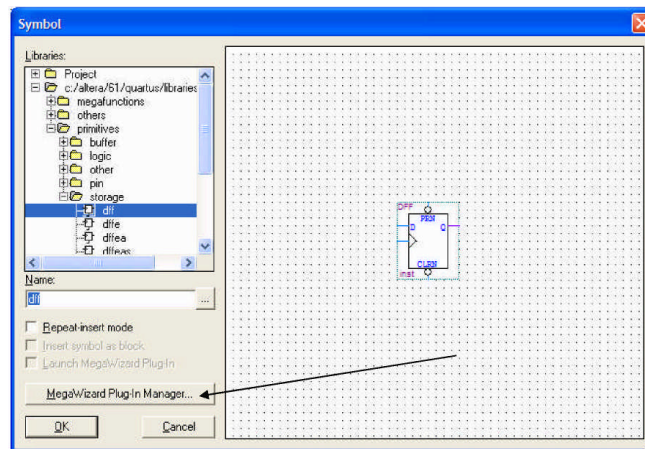 Symbol
Libraries:
Project
c:/altera/61/quartus/libraries
megafunctions
others
primitives
buffer
logic
other
pin
storage
dff
dffe
dffea
dffeas
Name:
dff
...
Repeat-insert mode
Insert symbol as block
Launch MegaWizard Plug-In
MegaWizard Plug-In Manager...
OK
Cancel
DFF
PRN
D
Q
CLRN
inst